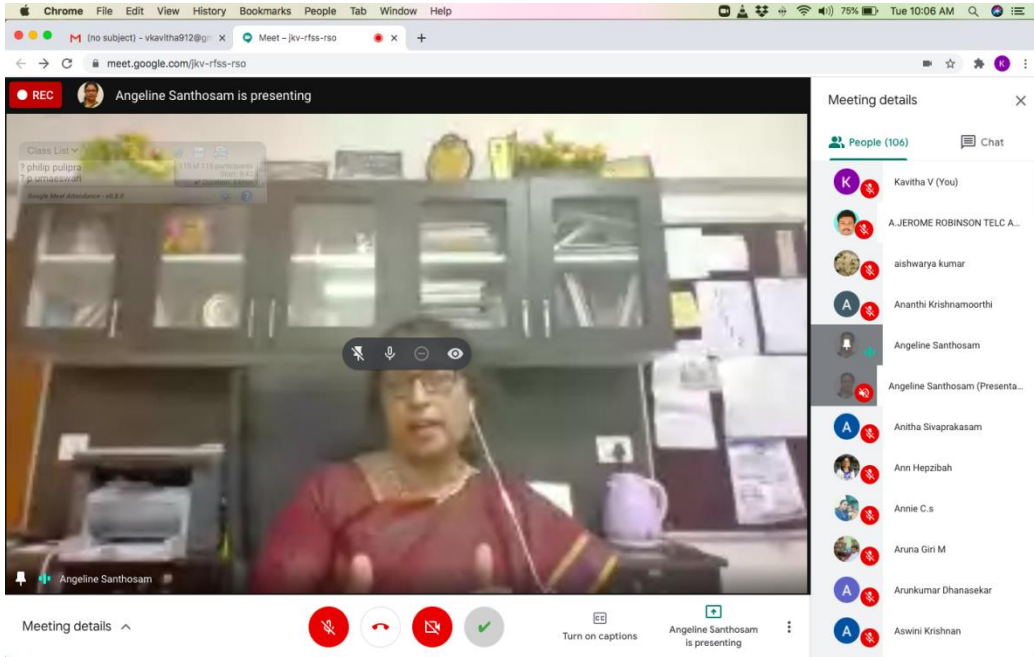 Chrome File Edit View History Bookmarks People Tab Window Help
75% Tue 10:06 AM
(no subject) - vkavitha912@gm
Meet – jkv-rfss-rso
meet.google.com/jkv-rfss-rso
K
REC
Angeline Santhosam is presenting
Class List
? philip pulipra
? p umaeswari
Google Meet Attendance
Angeline Santhosam
Meeting details
Turn on captions
Angeline Santhosam
is presenting
Meeting details
People (106)
Chat
K Kavitha V (You)
A.JEROME ROBINSON TELC A...
aishwarya kumar
A Ananthi Krishnamoorthi
Angeline Santhosam
Angeline Santhosam (Presenta...
A Anitha Sivaprakasam
Ann Hepzibah
Annie C.s
Aruna Giri M
A Arunkumar Dhanasekar
A Aswini Krishnan